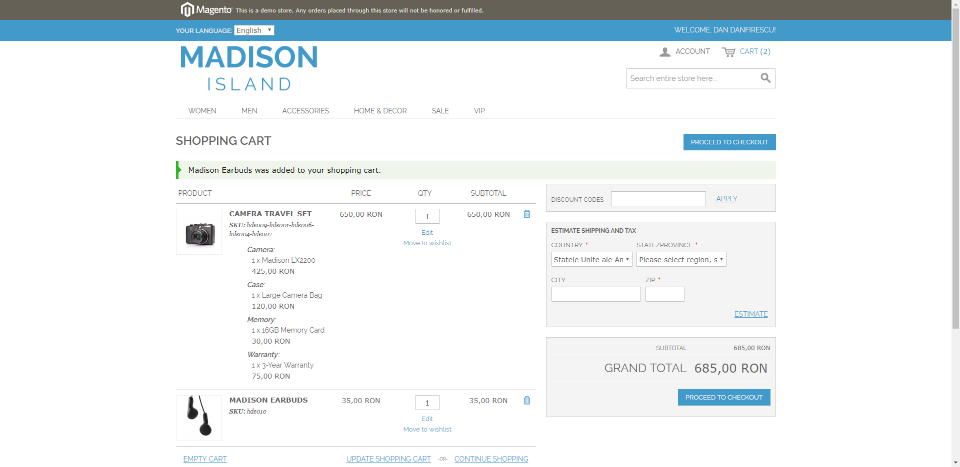 Magento This is a demo store. Any orders placed through this store will not be honored or fulfilled.
YOUR LANGUAGE: English
WELCOME, DAN DANFIRESCU!
MADISON
ISLAND
ACCOUNT CART (2)
Search entire store here...
WOMEN MEN ACCESSORIES HOME & DECOR SALE VIP
SHOPPING CART
PROCEED TO CHECKOUT
Madison Earbuds was added to your shopping cart.
PRODUCT PRICE QTY SUBTOTAL
CAMERA TRAVEL SET 650,00 RON 1 650,00 RON
SKU:
Edit
Move to wishlist
Camera:
1 x Madison LX2200
425,00 RON
Case:
1 x Large Camera Bag
120,00 RON
Memory:
1 x 16GB Memory Card
30,00 RON
Warranty:
1 x 3-Year Warranty
75,00 RON
MADISON EARBUDS 35,00 RON 1 35,00 RON
SKU: hde010
Edit
Move to wishlist
EMPTY CART UPDATE SHOPPING CART -OR- CONTINUE SHOPPING
DISCOUNT CODES APPLY
ESTIMATE SHIPPING AND TAX
COUNTRY * STATE/PROVINCE *
Statele Unite ale An Please select region, s
CITY ZIP *
ESTIMATE
SUBTOTAL 685,00 RON
GRAND TOTAL 685,00 RON
PROCEED TO CHECKOUT